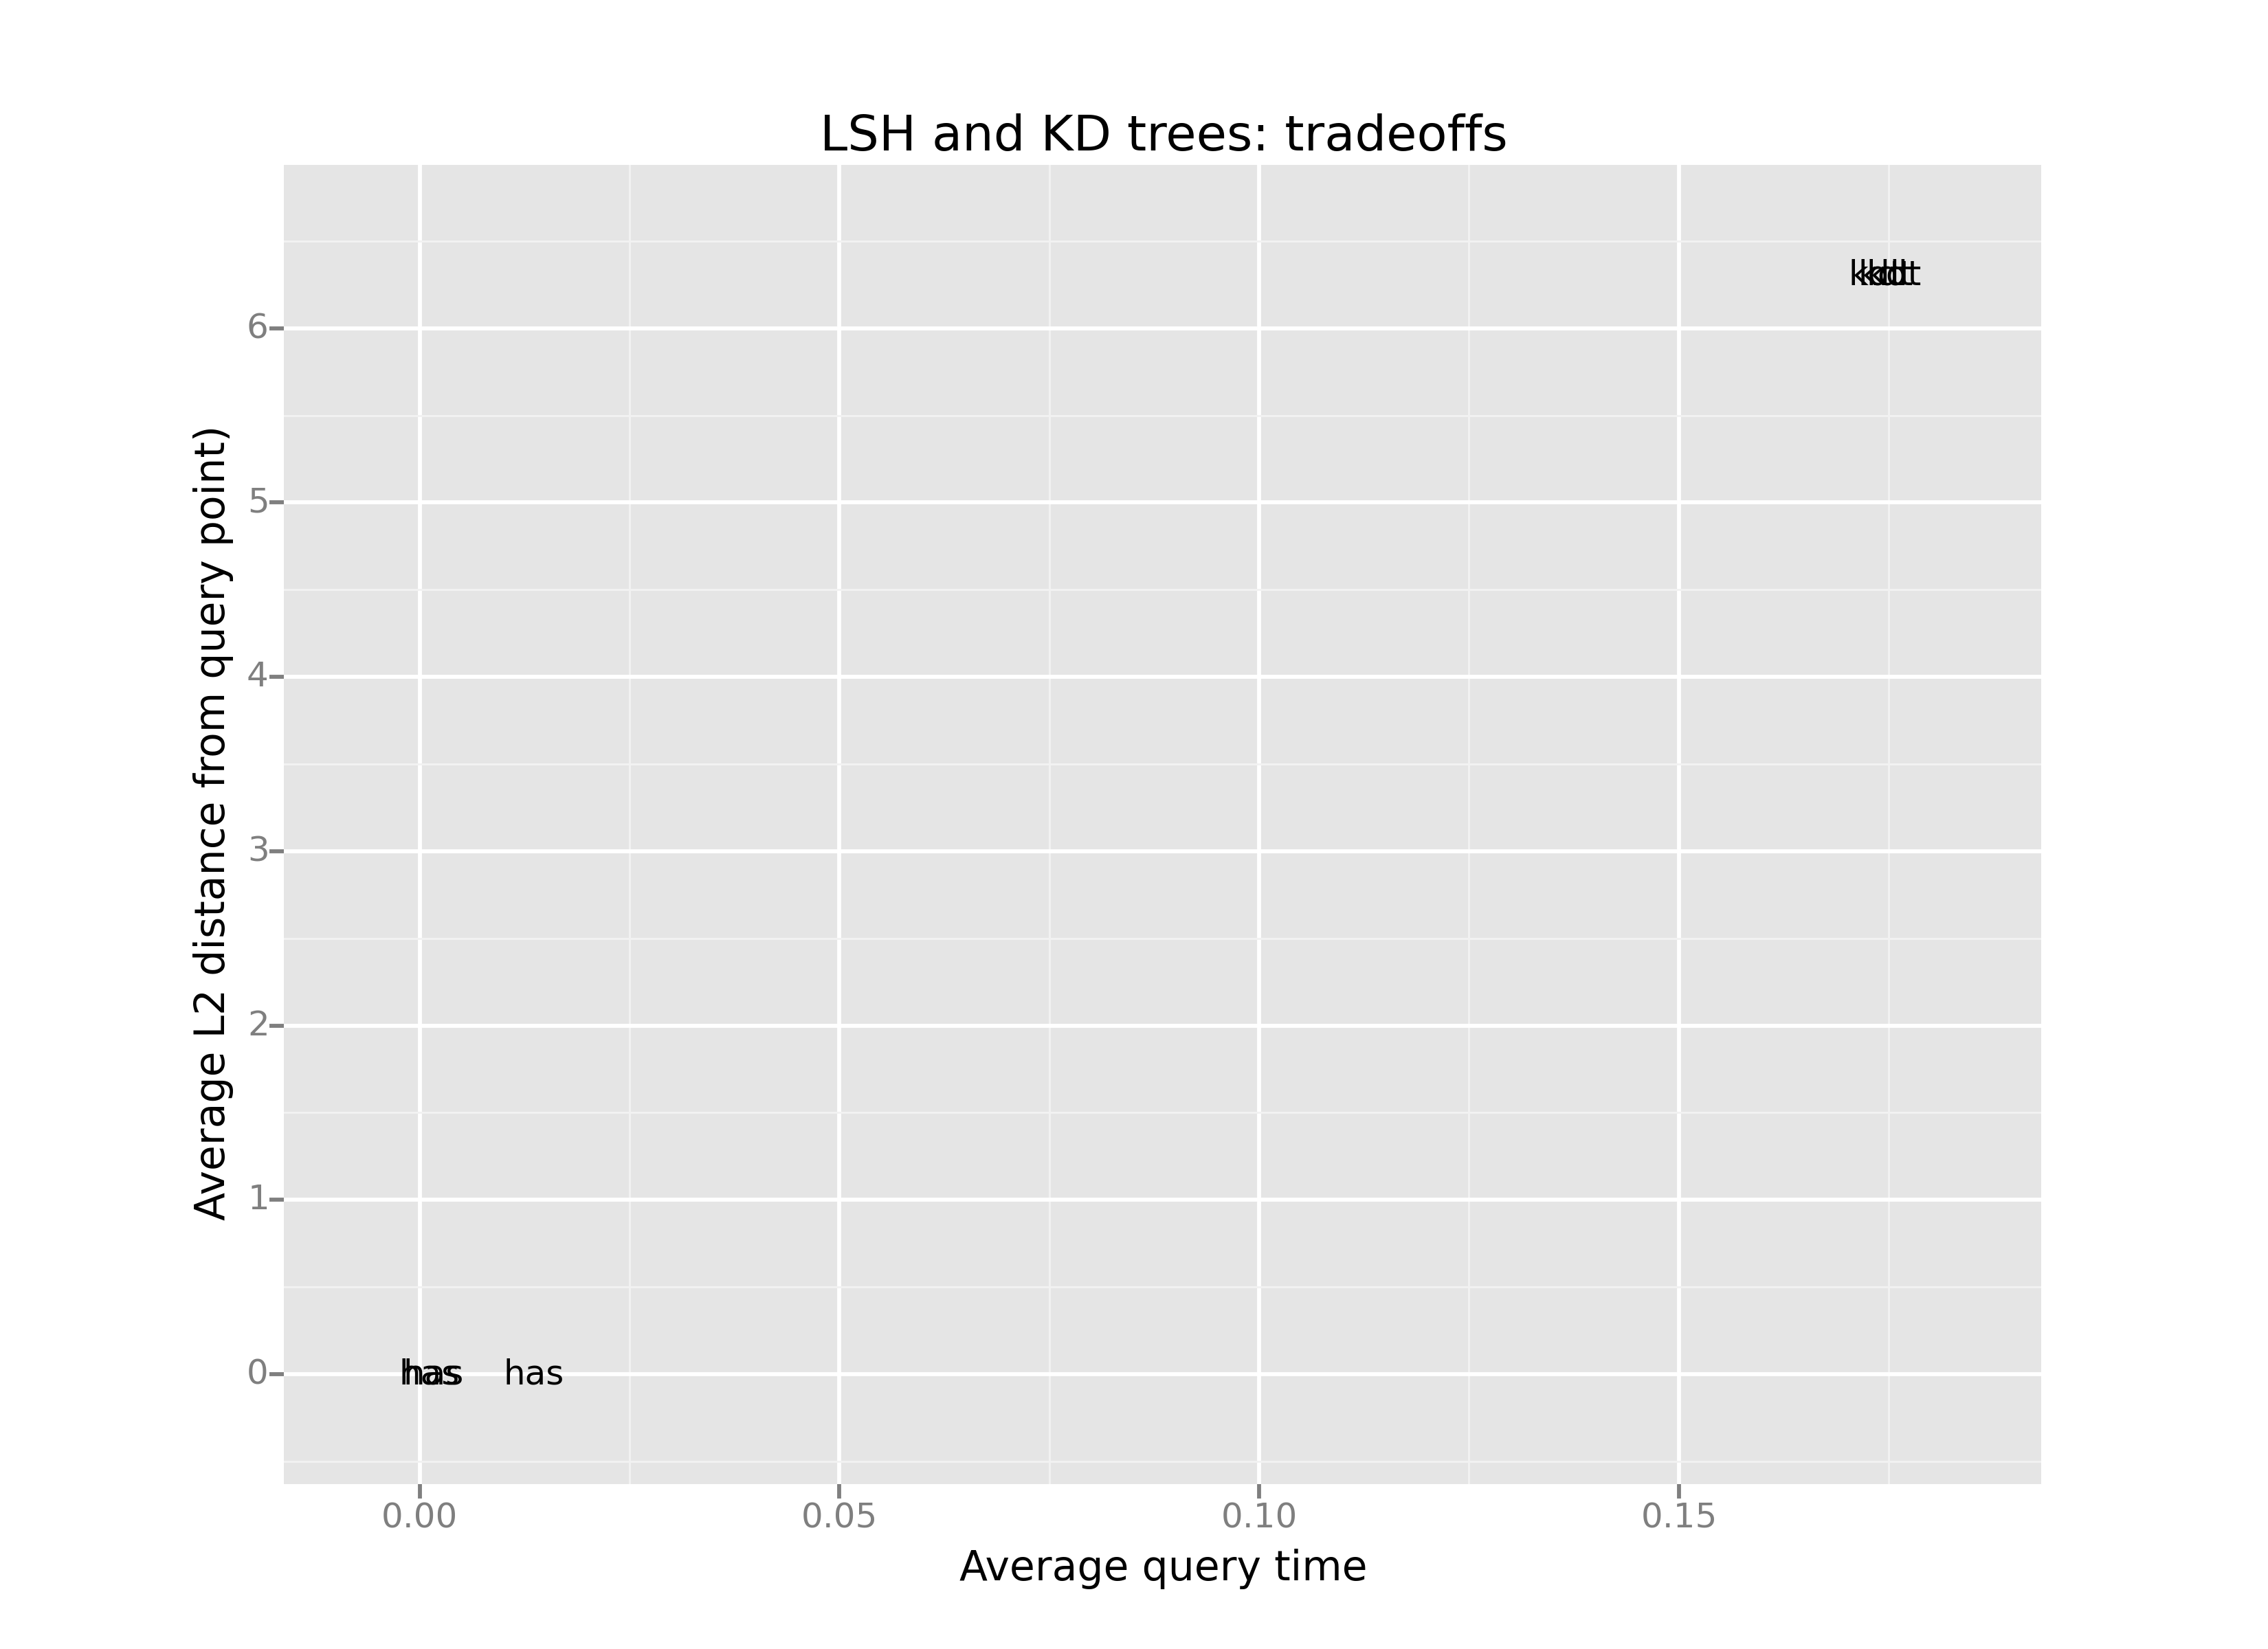 LSH and KD trees: tradeoffs
Average L2 distance from query point)
6
5
4
3
2
1
0
has
0.00
0.05
0.10
0.15
Average query time